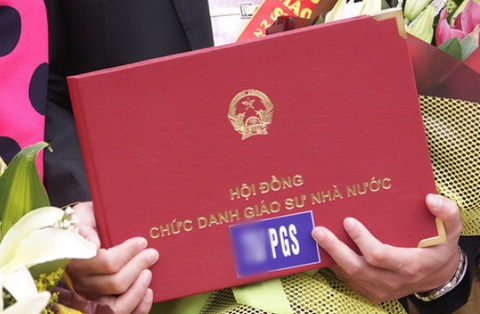 HỘI ĐỒNG
CHỨC DANH GIÁO SƯ NHÀ NƯỚC
PGS